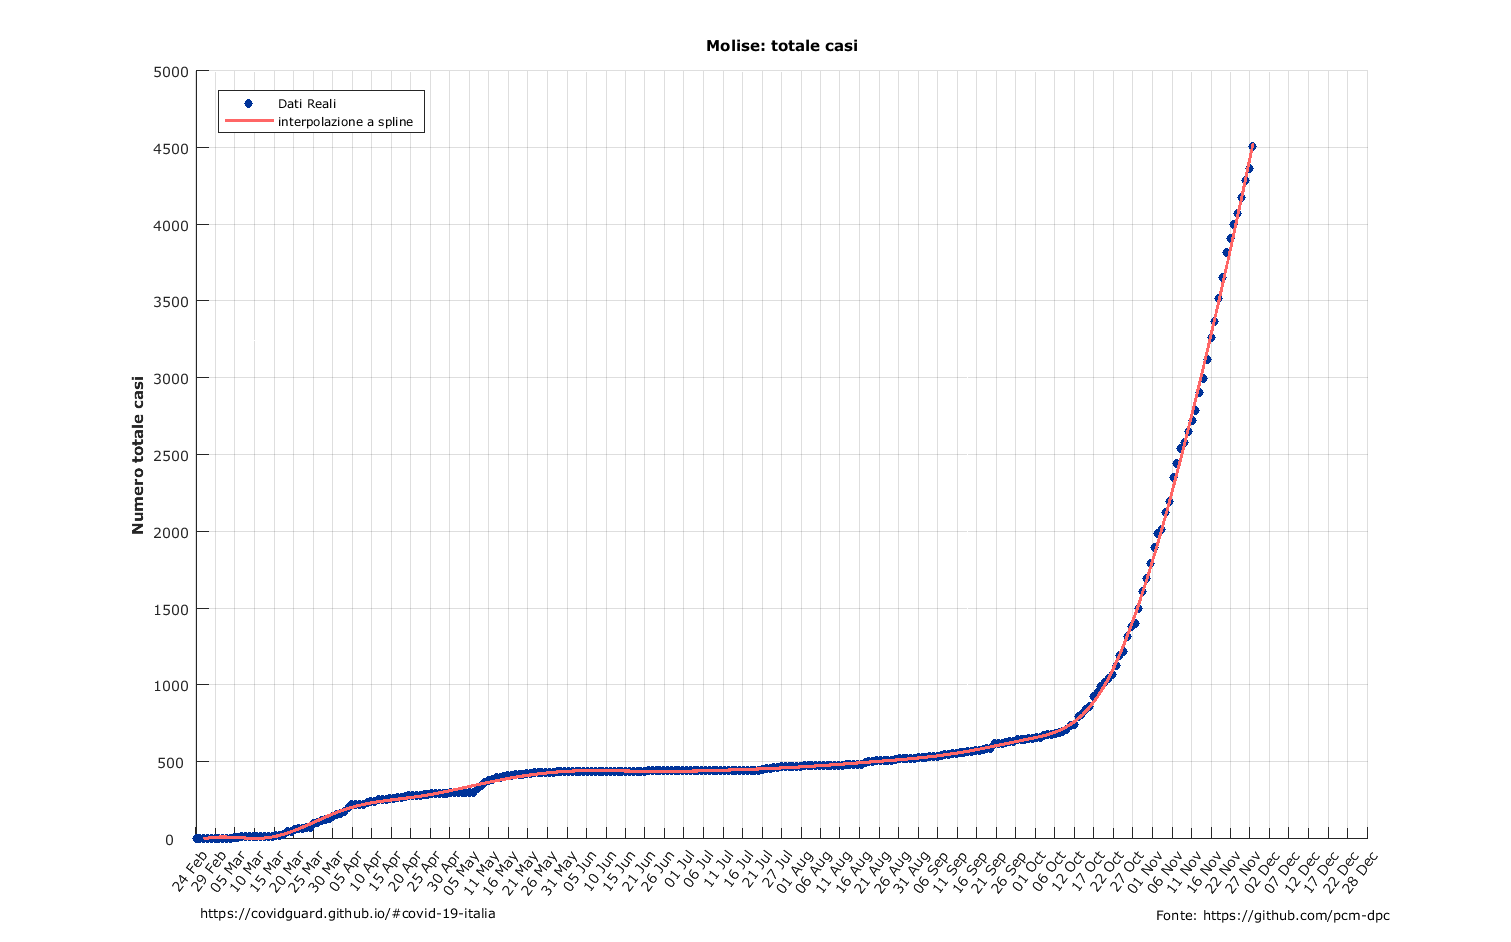 Molise: totale casi
Dati Reali
interpolazione a spline
Numero totale casi
5000
4500
4000
3500
3000
2500
2000
1500
1000
500
0
24 Feb
29 Feb
05 Mar
10 Mar
15 Mar
20 Mar
25 Mar
30 Mar
05 Apr
10 Apr
15 Apr
20 Apr
25 Apr
30 Apr
05 May
11 May
16 May
21 May
26 May
31 May
05 Jun
10 Jun
15 Jun
21 Jun
26 Jun
01 Jul
06 Jul
11 Jul
16 Jul
21 Jul
27 Jul
01 Aug
06 Aug
11 Aug
16 Aug
21 Aug
26 Aug
31 Aug
06 Sep
11 Sep
16 Sep
21 Sep
26 Sep
01 Oct
06 Oct
12 Oct
17 Oct
22 Oct
27 Oct
01 Nov
06 Nov
11 Nov
16 Nov
22 Nov
27 Nov
02 Dec
07 Dec
12 Dec
17 Dec
22 Dec
28 Dec
https://covidguard.github.io/#covid-19-italia
Fonte: https://github.com/pcm-dpc